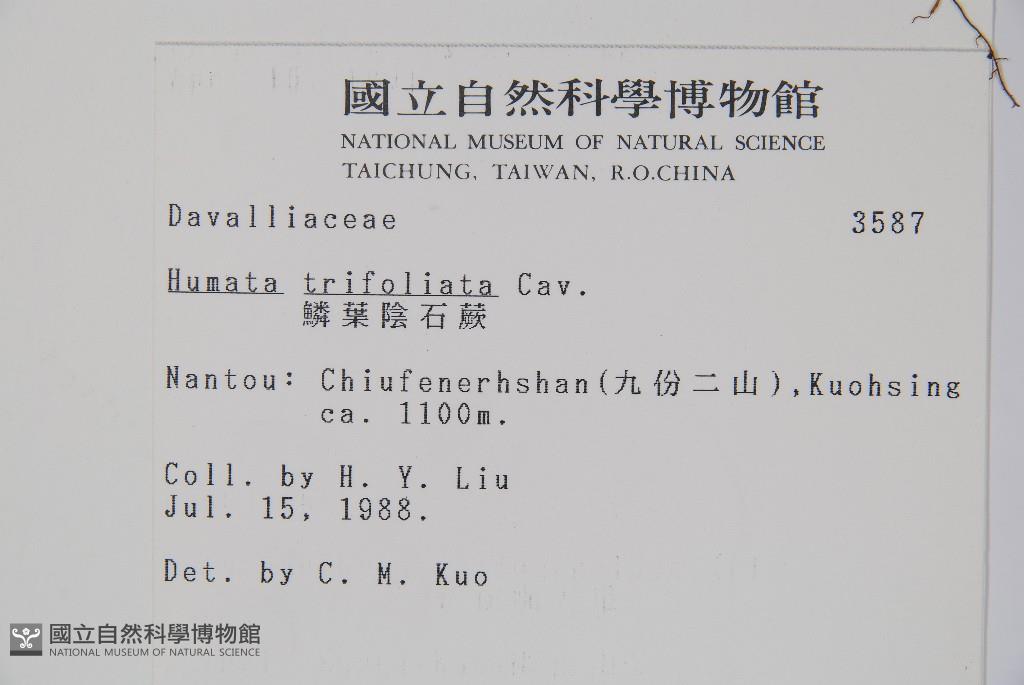 國立自然科學博物館
NATIONAL MUSEUM OF NATURAL SCIENCE
TAICHUNG, TAIWAN, R.O.CHINA
Davalliaceae 3587
Humata trifoliata Cav.
鱗葉陰石蕨
Nantou: Chiufenerhshan(九份二山),Kuohsing
ca. 1100m.
Coll. by H. Y. Liu
Jul. 15, 1988.
Det. by C. M. Kuo
國立自然科學博物館
NATIONAL MUSEUM OF NATURAL SCIENCE